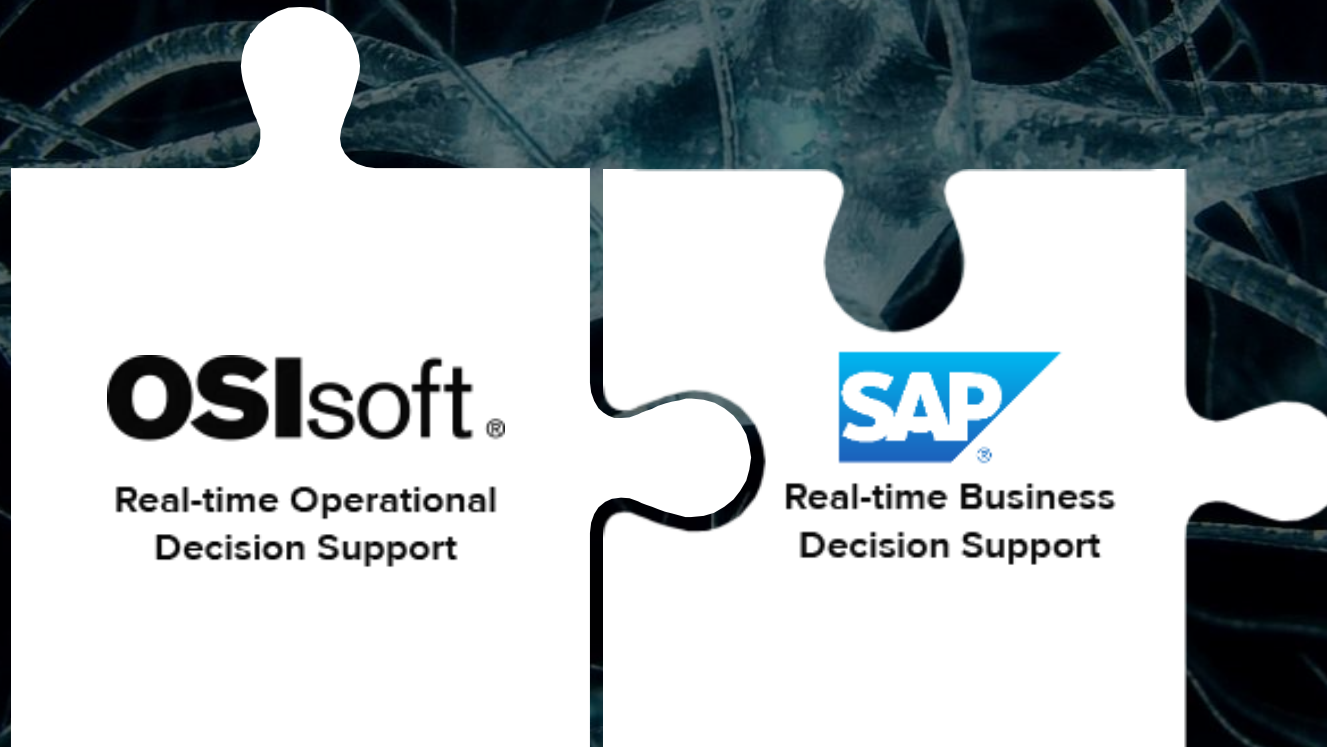 OSIsoft ®
Real-time Operational
Decision Support
SAP ®
Real-time Business
Decision Support